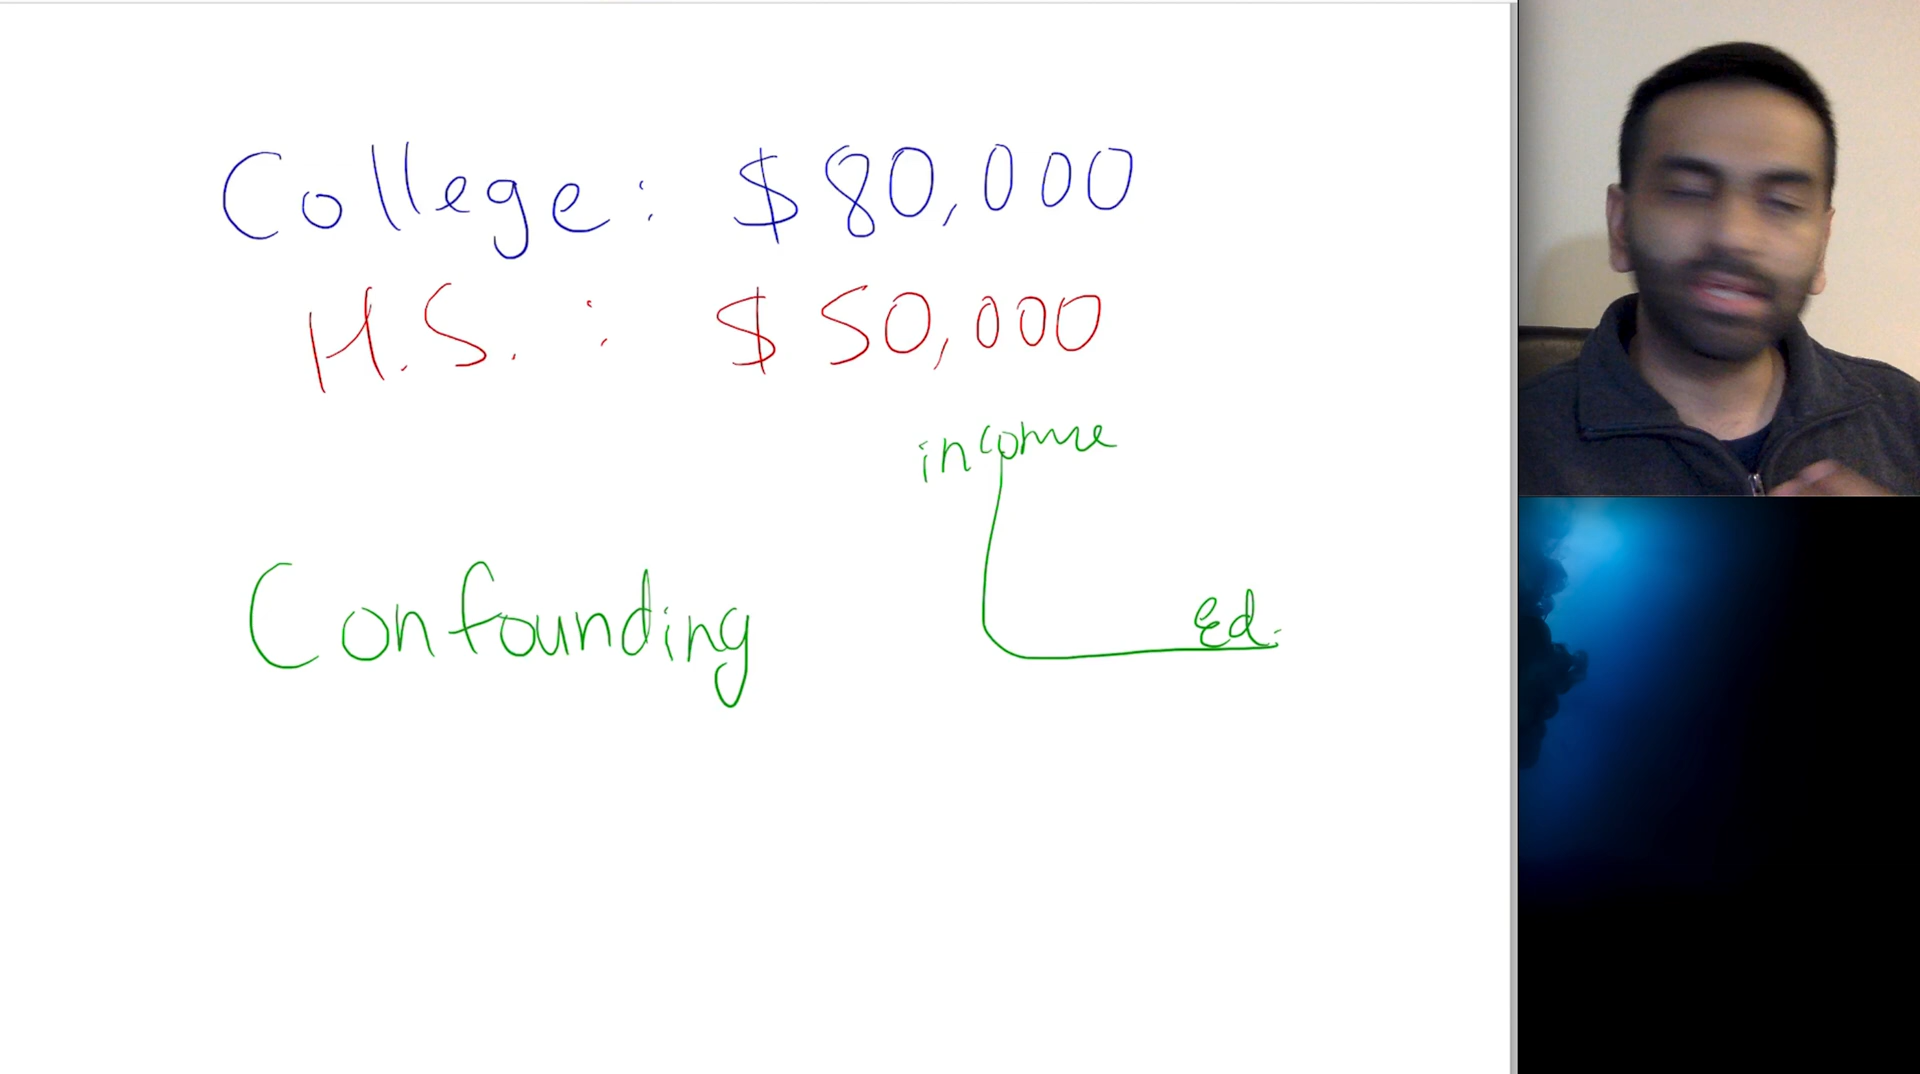 College: $80,000
H.S. : $50,000
income
Confounding
Ed.